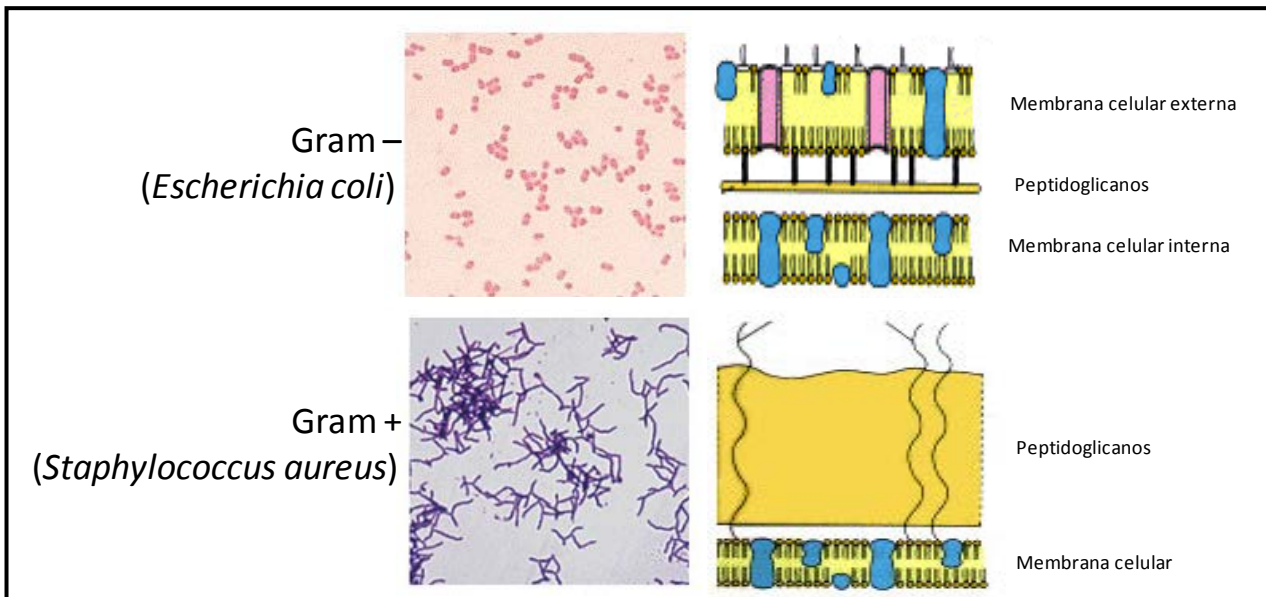 Gram –
(Escherichia coli)
Membrana celular externa
Peptidoglicanos
Membrana celular interna
Gram +
(Staphylococcus aureus)
Peptidoglicanos
Membrana celular